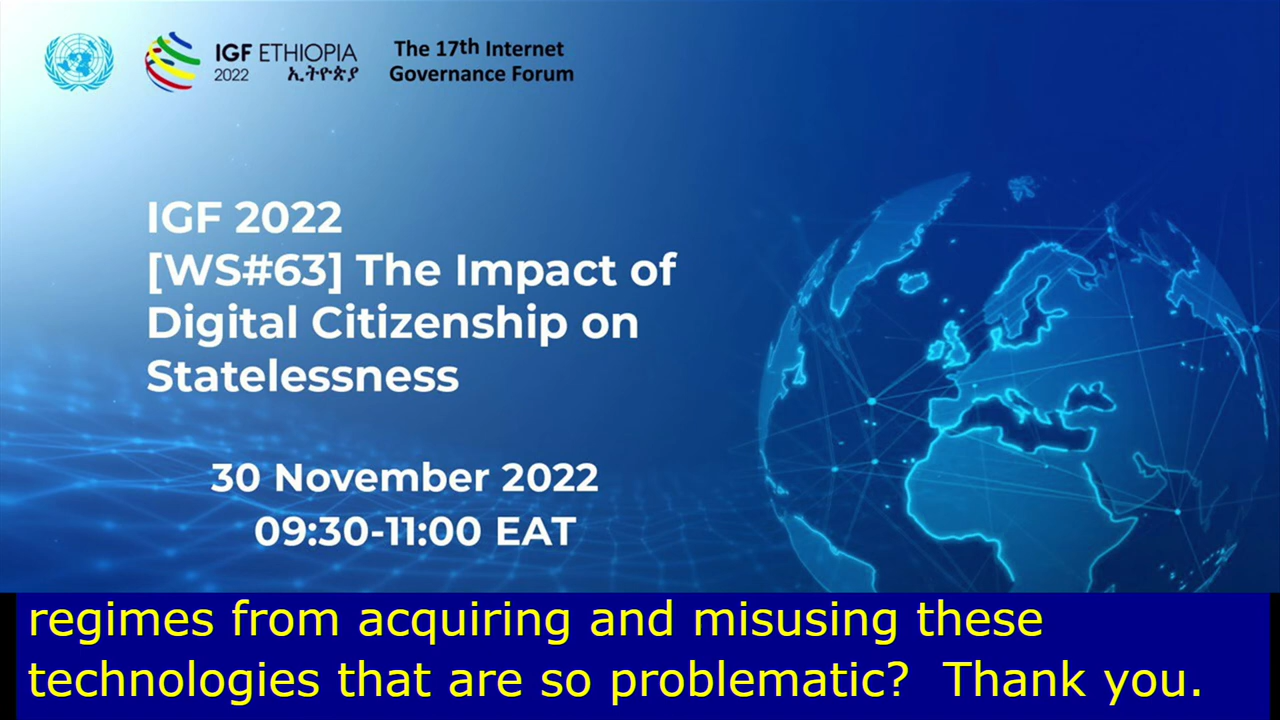 IGF ETHIOPIA
2022 ኢትዮጵያ
The 17th Internet
Governance Forum
IGF 2022
[WS#63] The Impact of
Digital Citizenship on
Statelessness
30 November 2022
09:30-11:00 EAT
regimes from acquiring and misusing these
technologies that are so problematic?  Thank you.